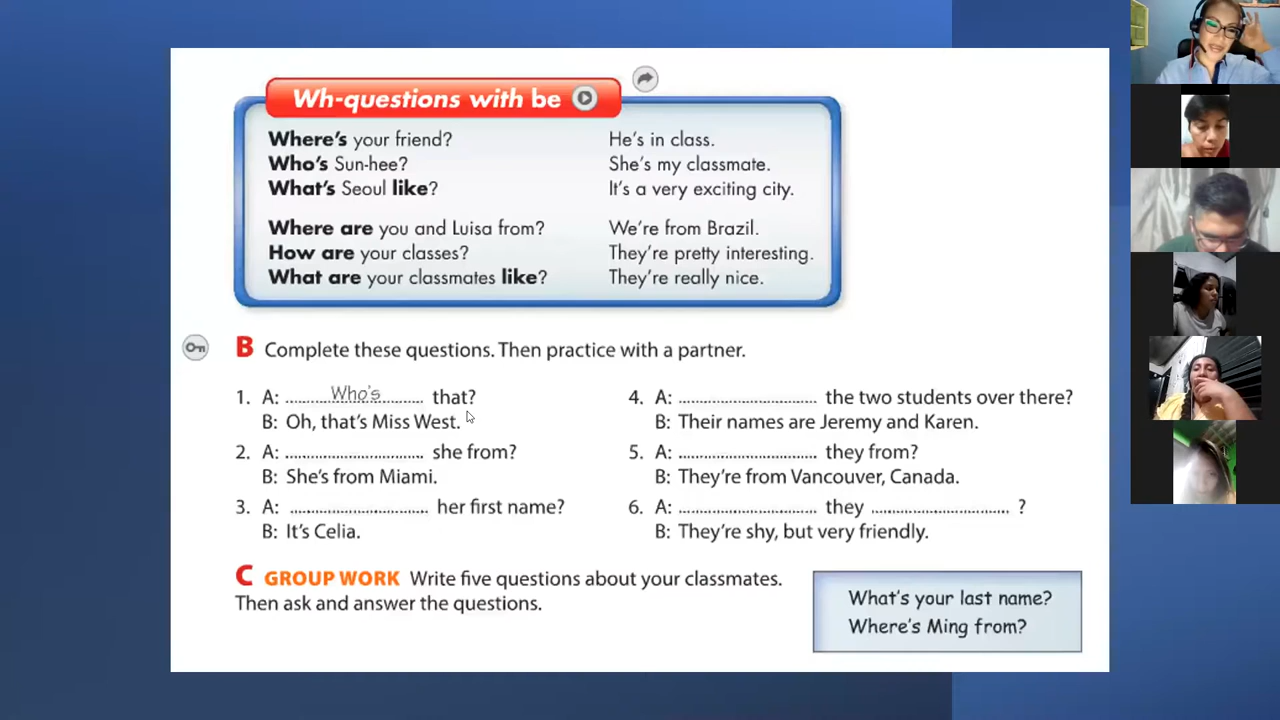 Wh-questions with be
Where's your friend? He's in class.
Who's Sun-hee? She's my classmate.
What's Seoul like? It's a very exciting city.
Where are you and Luisa from? We're from Brazil.
How are your classes? They're pretty interesting.
What are your classmates like? They're really nice.
B Complete these questions. Then practice with a partner.
1. A: .............Who's............. that?
B: Oh, that's Miss West.
2. A: ................................ she from?
B: She's from Miami.
3. A: ................................ her first name?
B: It's Celia.
4. A: ................................ the two students over there?
B: Their names are Jeremy and Karen.
5. A: ................................ they from?
B: They're from Vancouver, Canada.
6. A: ................................ they ................................ ?
B: They're shy, but very friendly.
C GROUP WORK Write five questions about your classmates.
Then ask and answer the questions.
What's your last name?
Where's Ming from?